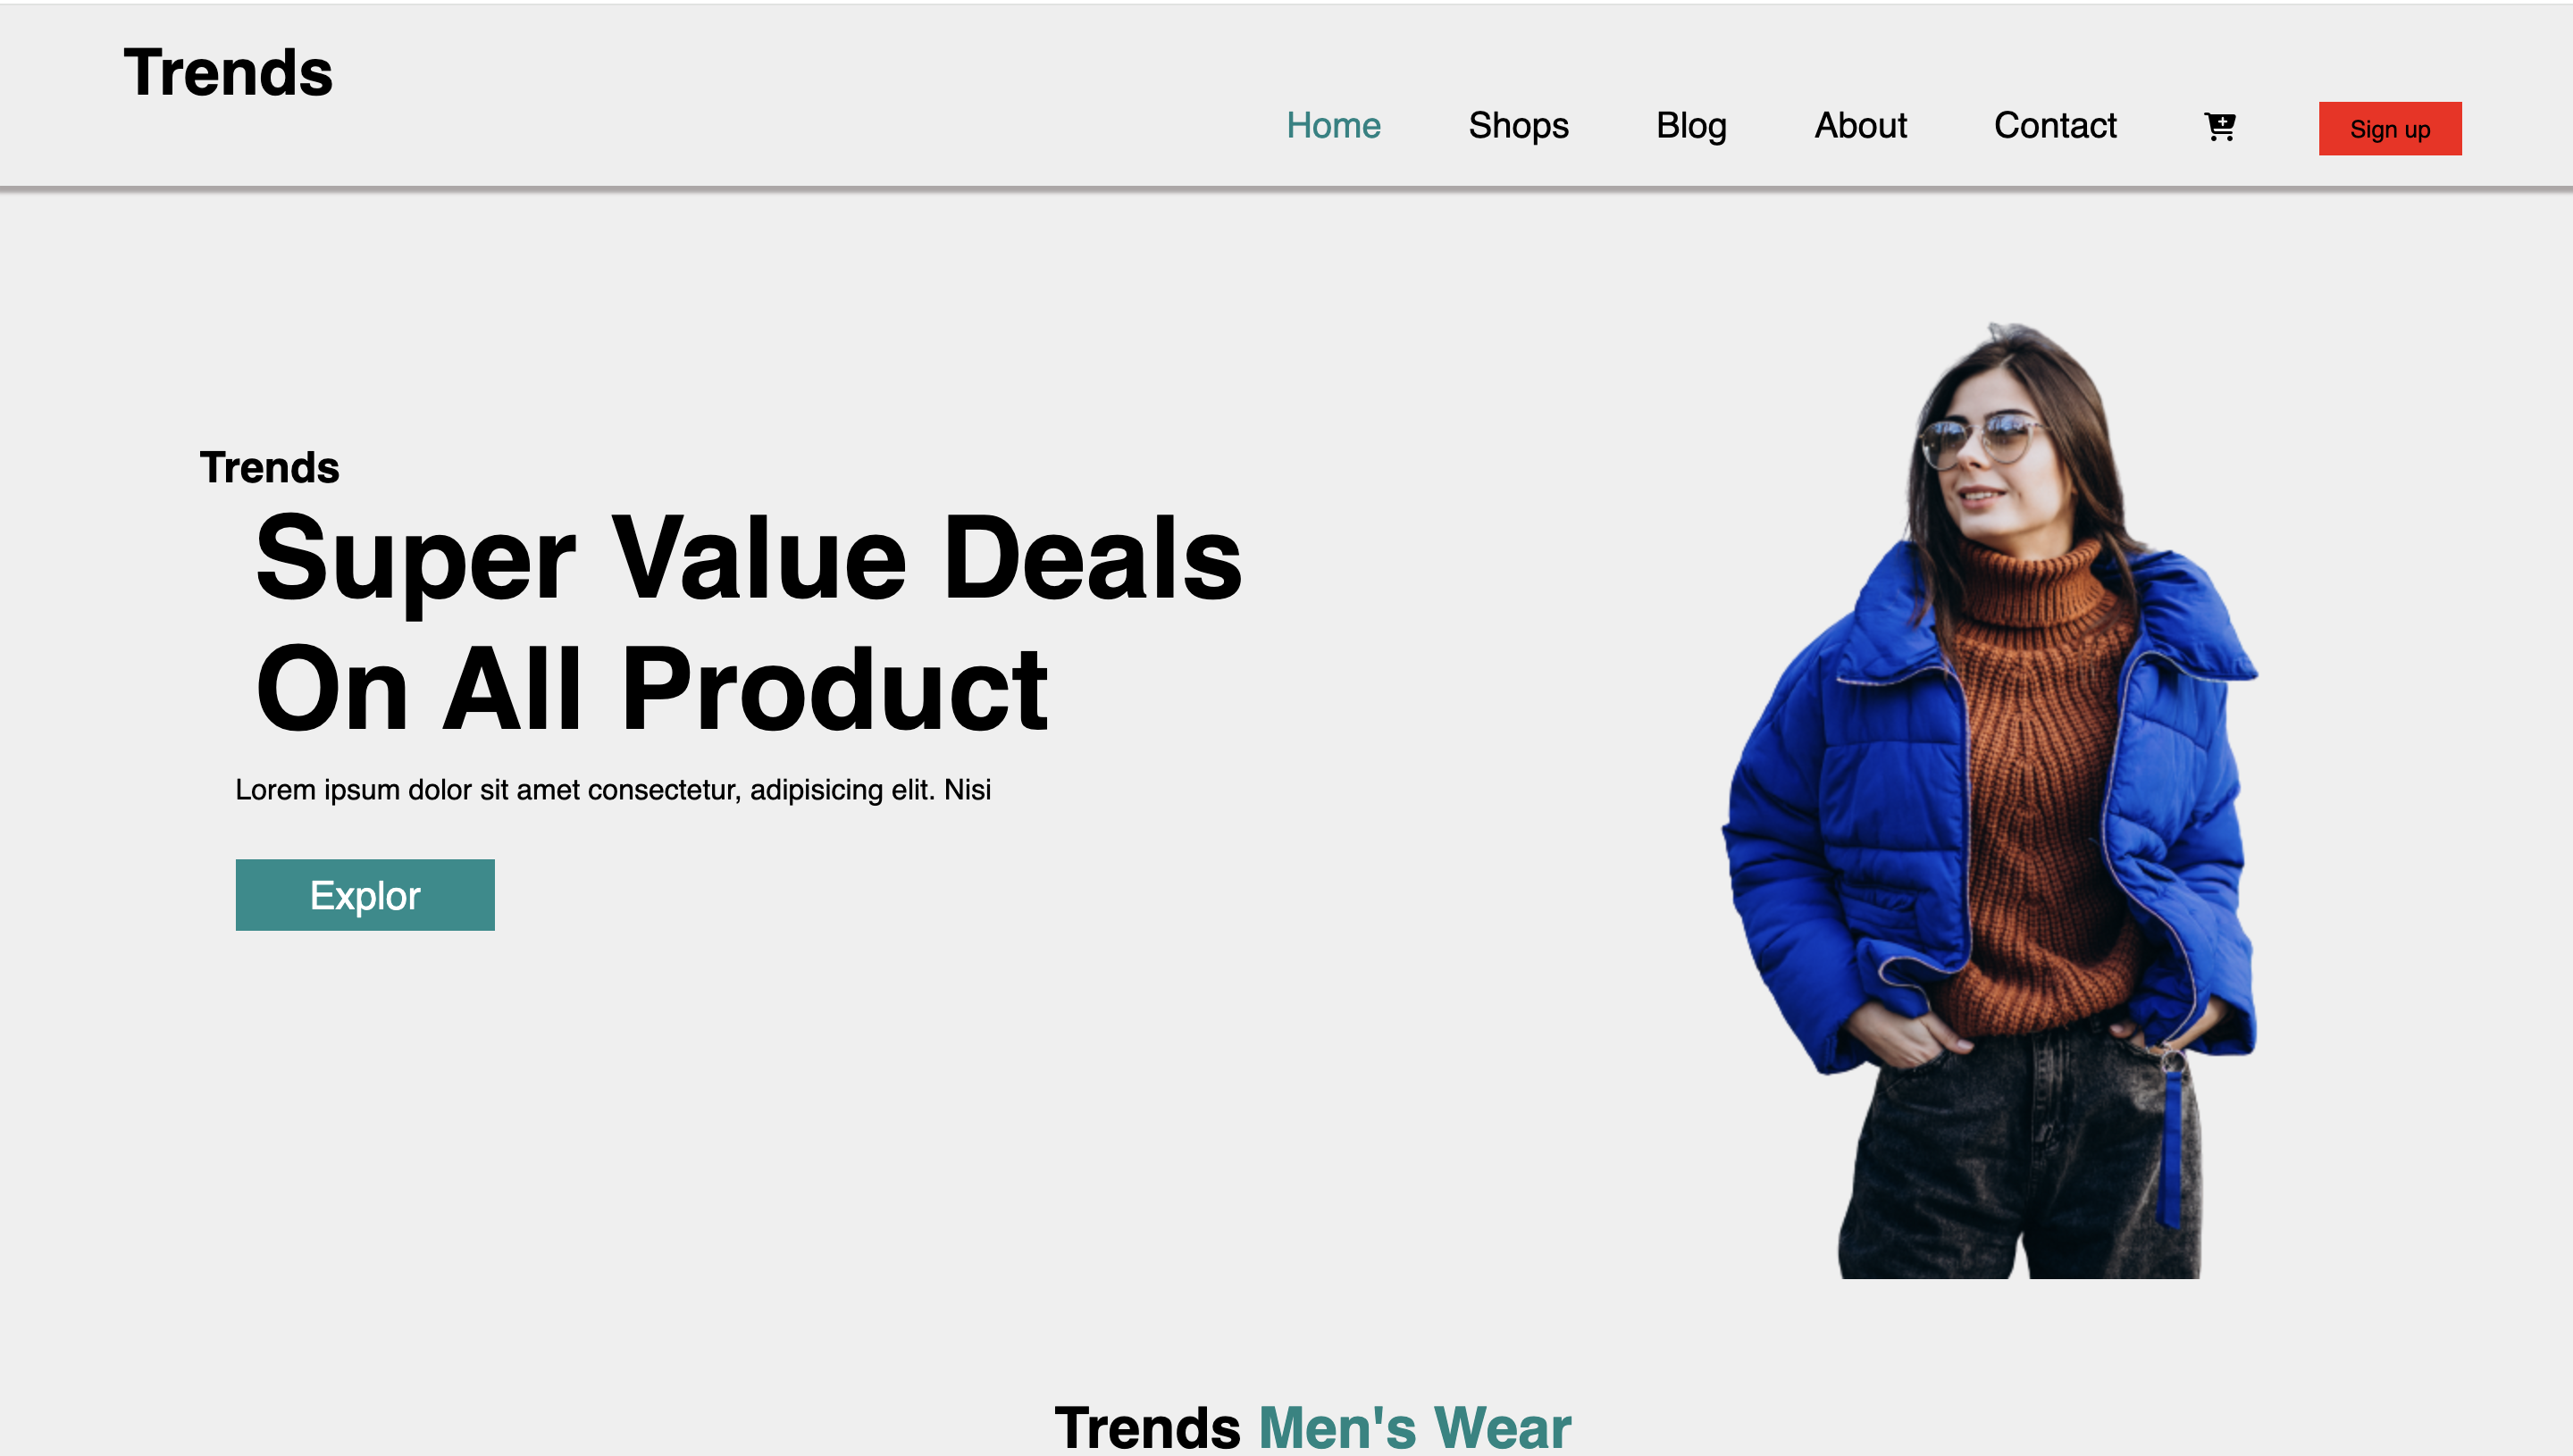 Trends
Home Shops Blog About Contact Sign up
Trends
Super Value Deals
On All Product
Lorem ipsum dolor sit amet consectetur, adipisicing elit. Nisi
Explor
Trends Men's Wear